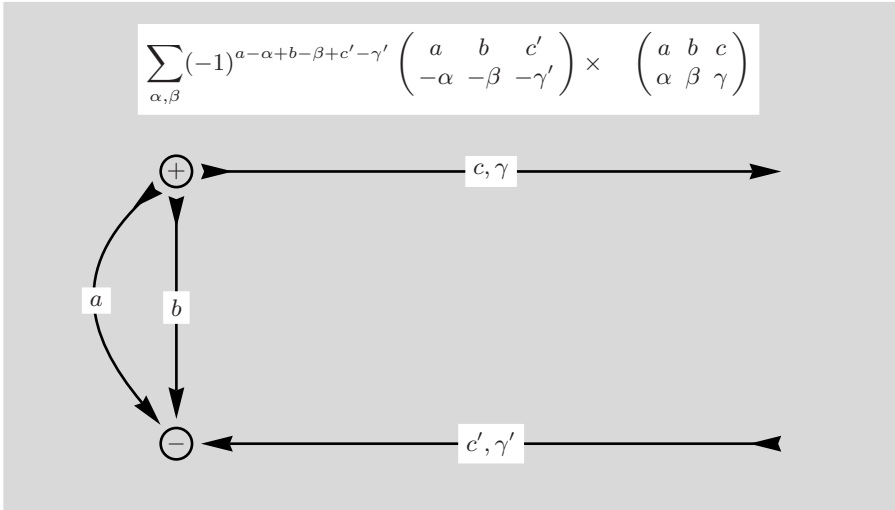 ∑_{α,β} (−1)^{a−α+b−β+c′−γ′} ( a b c′ ; −α −β −γ′ ) × ( a b c ; α β γ )
+
c, γ
a
b
−
c′, γ′